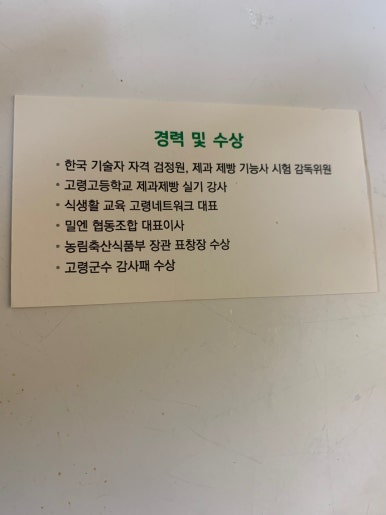 경력 및 수상
• 한국 기술자 자격 검정원, 제과 제빵 기능사 시험 감독위원
• 고령고등학교 제과제빵 실기 강사
• 식생활 교육 고령네트워크 대표
• 밀엔 협동조합 대표이사
• 농림축산식품부 장관 표창장 수상
• 고령군수 감사패 수상